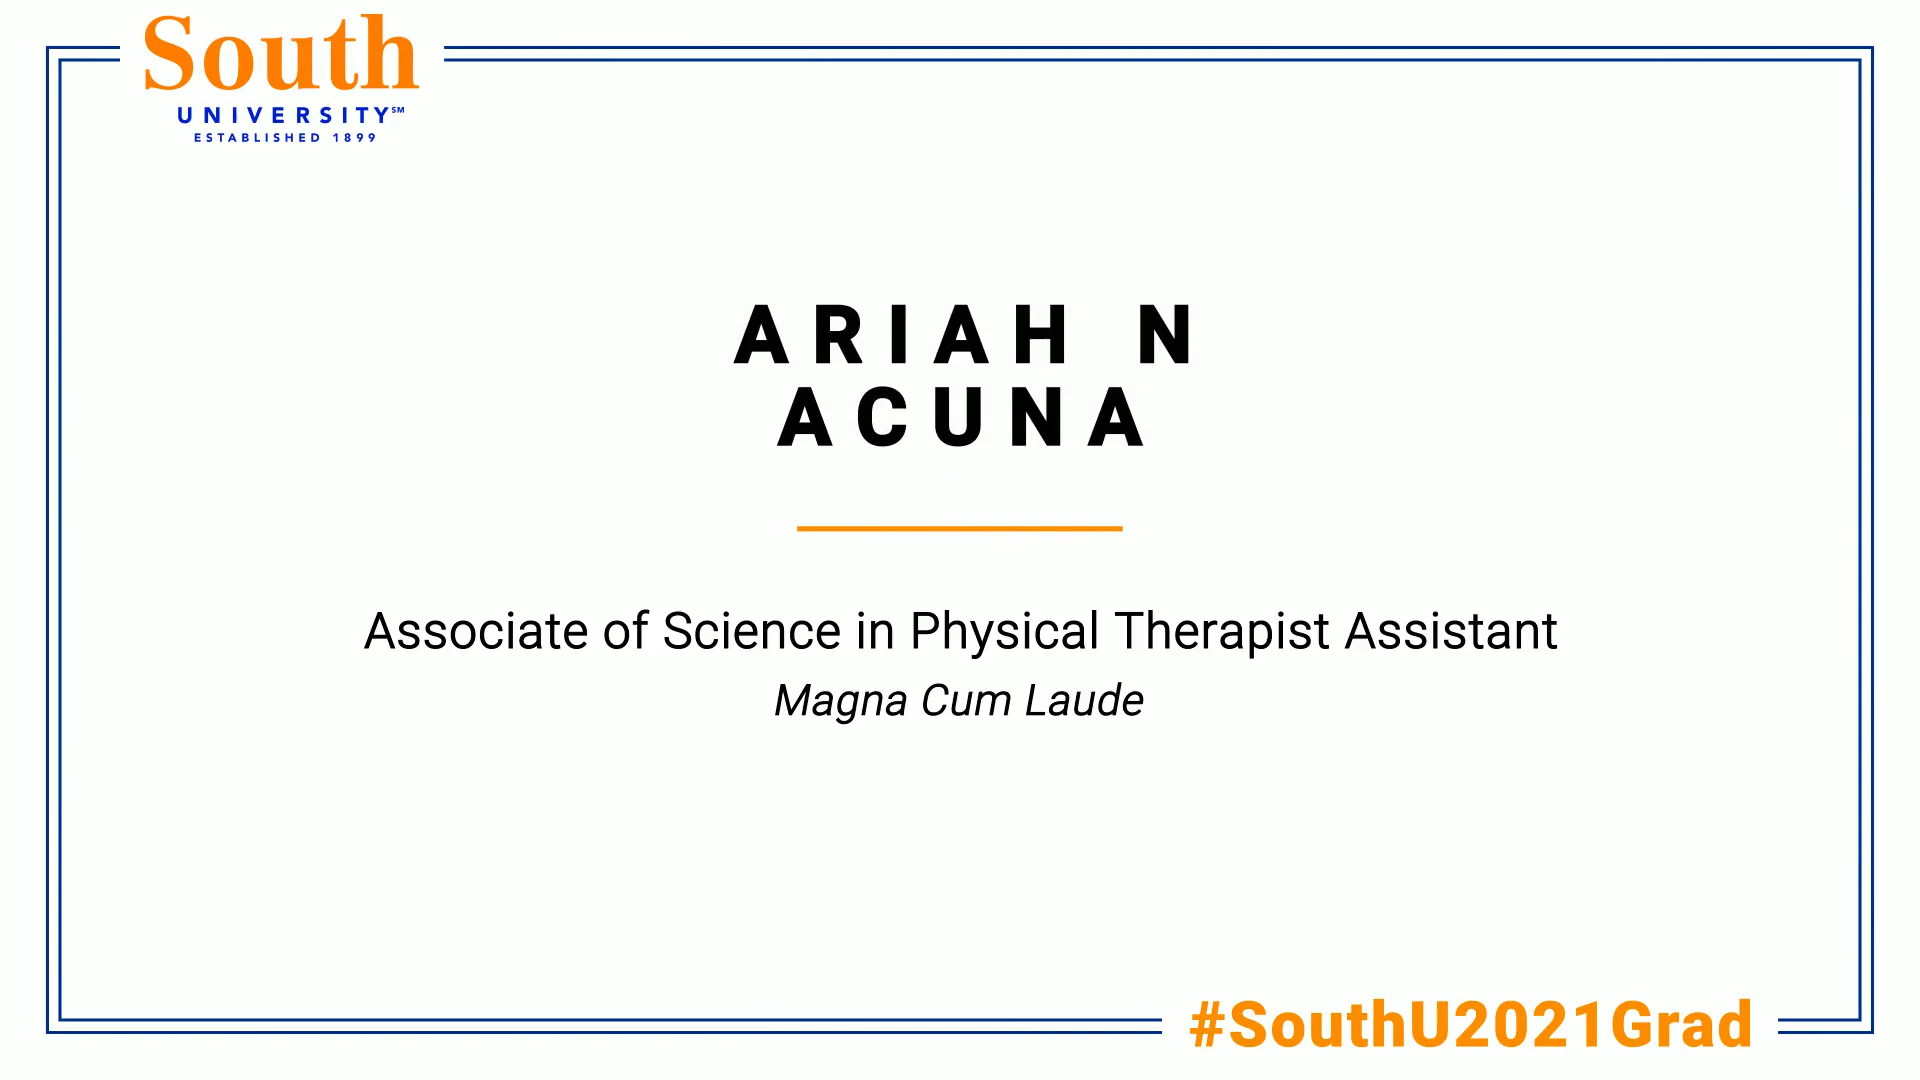 South
UNIVERSITY℠
ESTABLISHED 1899
ARIAH N
ACUNA
Associate of Science in Physical Therapist Assistant
Magna Cum Laude
#SouthU2021Grad